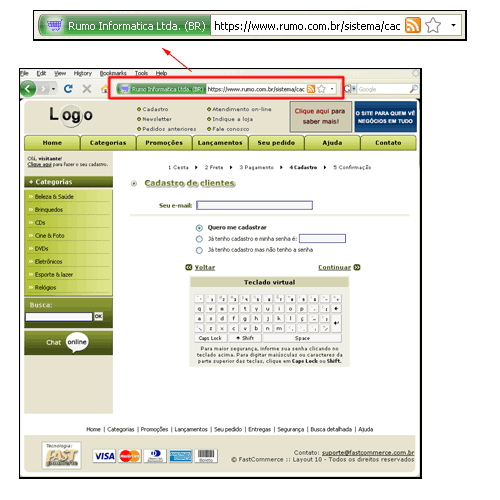 Rumo Informatica Ltda. (BR) https://www.rumo.com.br/sistema/cac
File Edit View History Bookmarks Tools Help
Rumo Informatica Ltda. (BR) https://www.rumo.com.br/sistema/cac
Google
Logo
Cadastro
Newsletter
Pedidos anteriores
Atendimento on-line
Indique a loja
Fale conosco
Clique aqui para
saber mais!
O SITE PARA QUEM VÊ
NEGÓCIOS EM TUDO
Home Categorias Promoções Lançamentos Seu pedido Ajuda Contato
Olá, visitante!
Clique aqui para fazer o seu cadastro.
1 Cesta 2 Frete 3 Pagamento 4 Cadastro 5 Confirmação
+ Categorias
Beleza & Saúde
Brinquedos
CDs
Cine & Foto
DVDs
Eletrônicos
Esporte & lazer
Relógios
Busca:
OK
Chat online
Cadastro de clientes
Seu e-mail:
Quero me cadastrar
Já tenho cadastro e minha senha é:
Já tenho cadastro mas não tenho a senha
Voltar Continuar
Teclado virtual
q w e r t y u i o p
a s d f g h j k l
z x c v b n m
Caps Lock Shift Space
Para maior segurança, informe sua senha clicando no
teclado acima. Para digitar maiúsculas ou caracteres da
parte superior das teclas, clique em Caps Lock ou Shift.
Home | Categorias | Promoções | Lançamentos | Seu pedido | Entregas | Segurança | Busca detalhada | Ajuda
Tecnologia:
FAST
commerce
VISA MasterCard Diners Club Boleto
Contato: suporte@fastcommerce.com.br
© FastCommerce :: Layout 10 - Todos os direitos reservados